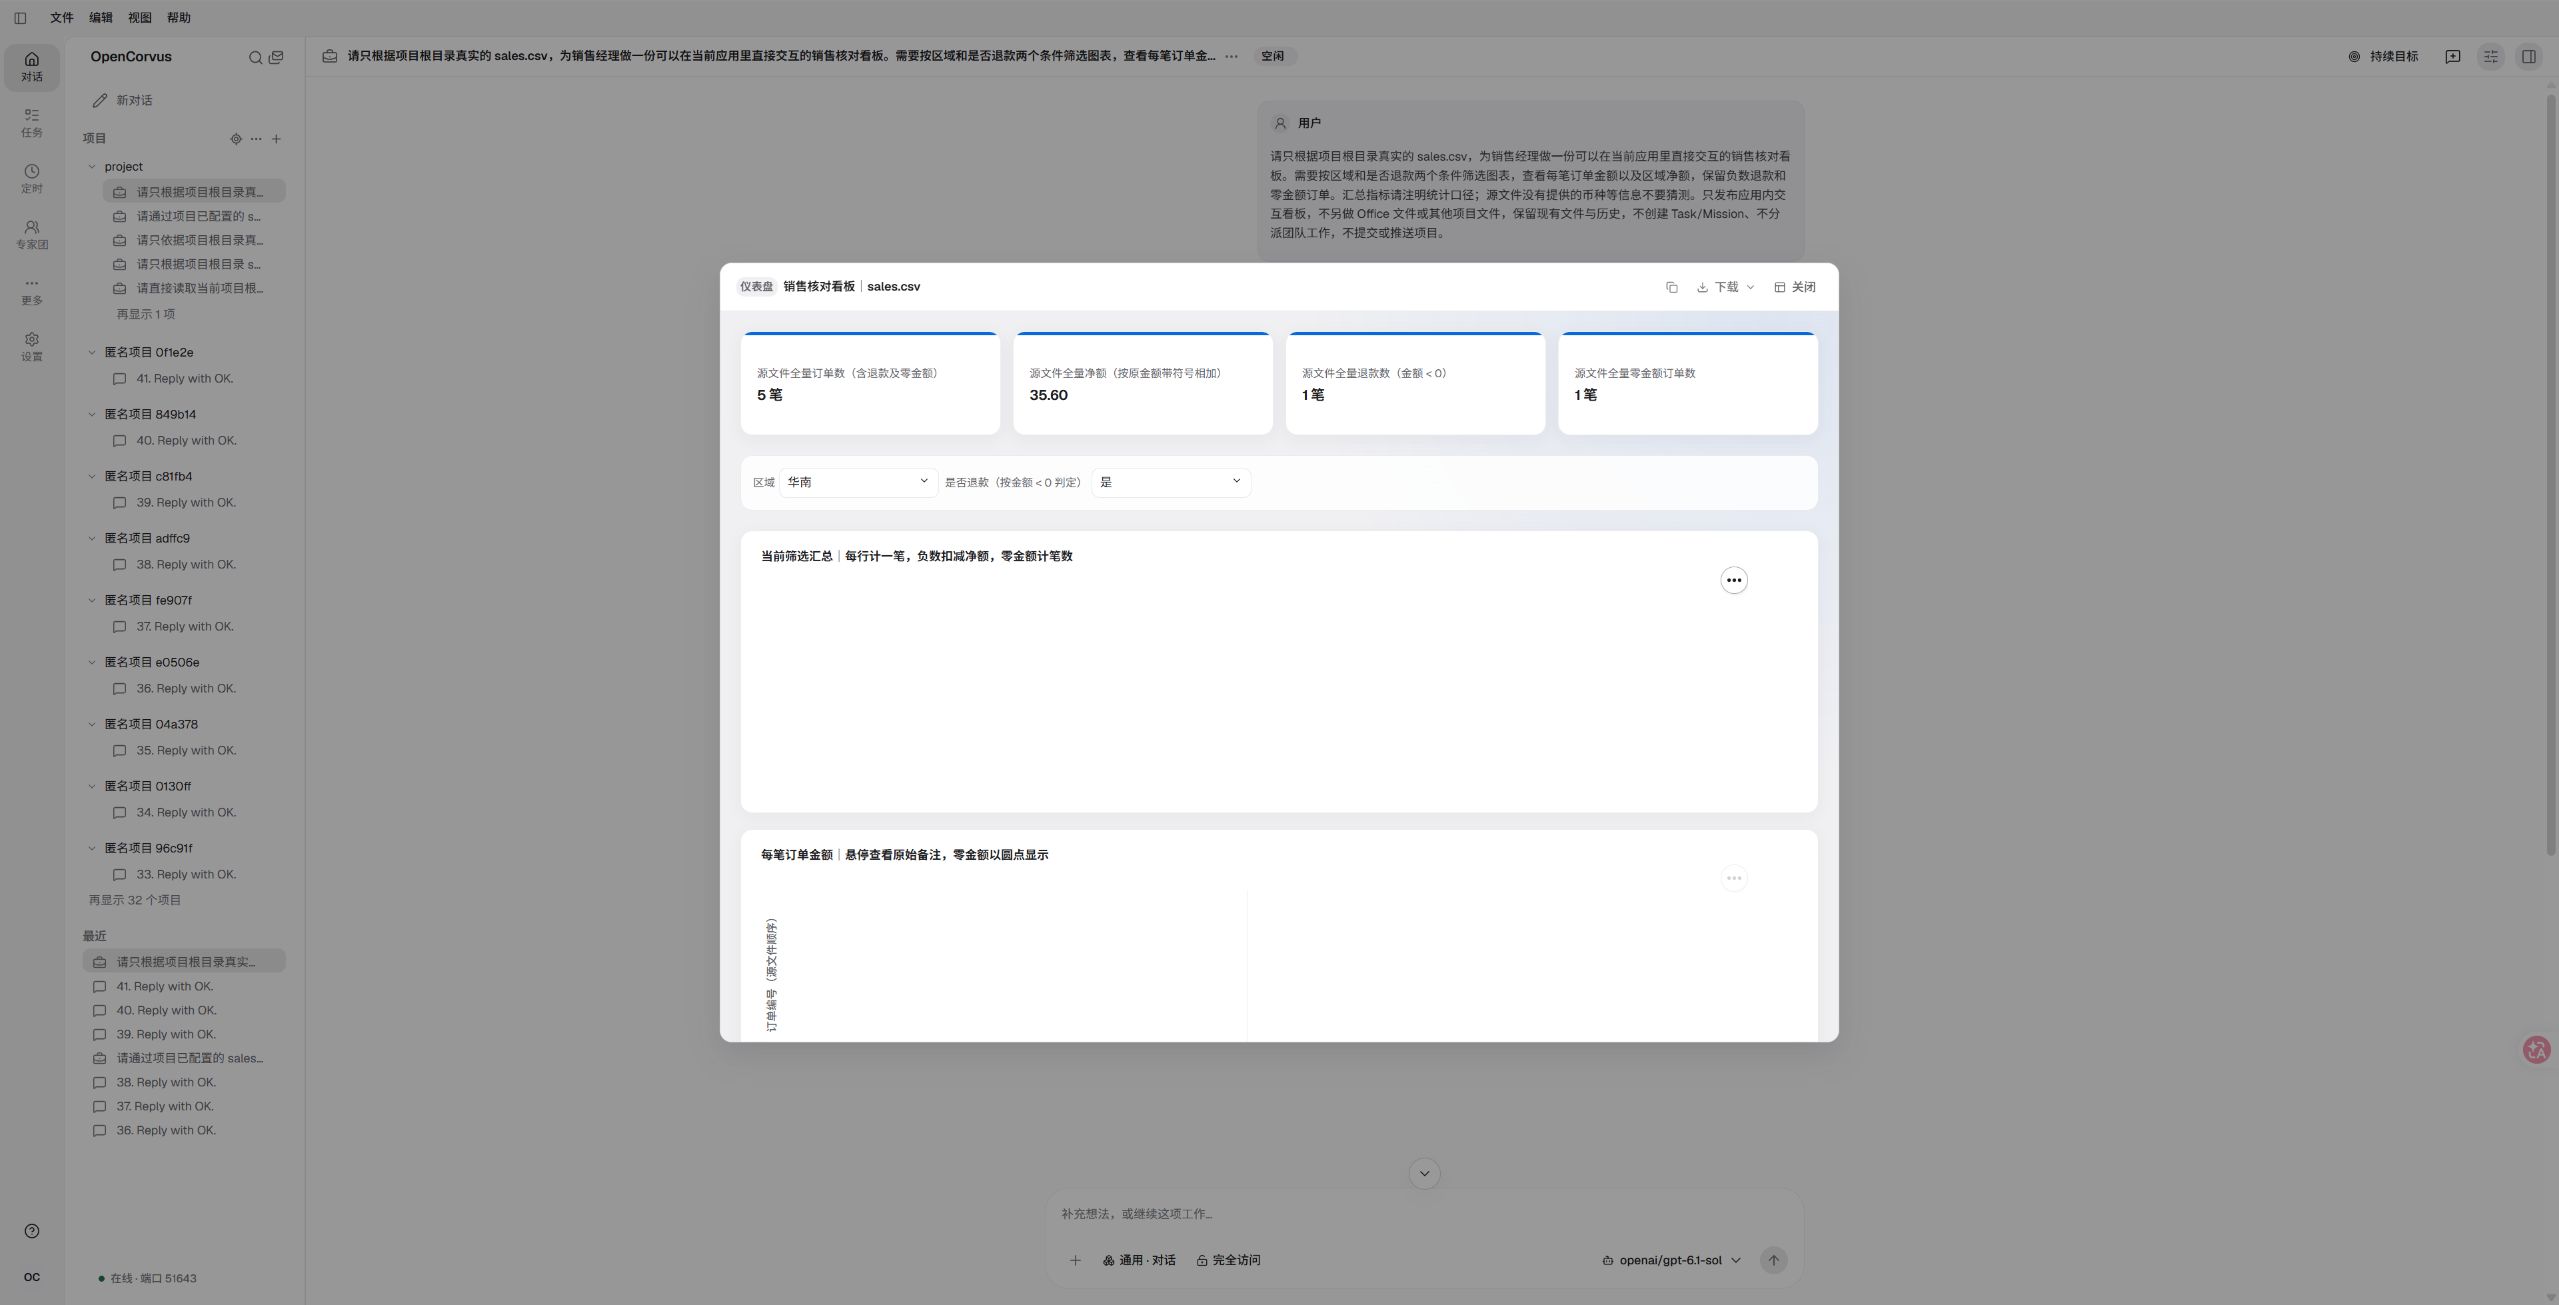 文件 编辑 视图 帮助
对话
任务
定时
专家团
更多
设置
OC
OpenCorvus
新对话
项目
project
请只根据项目根目录真...
请通过项目已配置的 s...
请只依据项目根目录真...
请只根据项目根目录 s...
请直接读取当前项目根...
再显示 1 项
匿名项目 0f1e2e
41. Reply with OK.
匿名项目 849b14
40. Reply with OK.
匿名项目 c81fb4
39. Reply with OK.
匿名项目 adffc9
38. Reply with OK.
匿名项目 fe907f
37. Reply with OK.
匿名项目 e0506e
36. Reply with OK.
匿名项目 04a378
35. Reply with OK.
匿名项目 0130ff
34. Reply with OK.
匿名项目 96c91f
33. Reply with OK.
再显示 32 个项目
最近
请只根据项目根目录真实...
41. Reply with OK.
40. Reply with OK.
39. Reply with OK.
请通过项目已配置的 sales...
38. Reply with OK.
37. Reply with OK.
36. Reply with OK.
在线 · 端口 51643
请只根据项目根目录真实的 sales.csv，为销售经理做一份可以在当前应用里直接交互的销售核对看板。需要按区域和是否退款两个条件筛选图表，查看每笔订单金... 空闲
持续目标
用户
请只根据项目根目录真实的 sales.csv，为销售经理做一份可以在当前应用里直接交互的销售核对看
板。需要按区域和是否退款两个条件筛选图表，查看每笔订单金额以及区域净额，保留负数退款和
零金额订单。汇总指标请注明统计口径；源文件没有提供的币种等信息不要猜测。只发布应用内交
互看板，不另做 Office 文件或其他项目文件，保留现有文件与历史，不创建 Task/Mission、不分
派团队工作，不提交或推送项目。
仪表盘 销售核对看板｜sales.csv
下载 关闭
源文件全量订单数（含退款及零金额）
5 笔
源文件全量净额（按原金额带符号相加）
35.60
源文件全量退款数（金额 < 0）
1 笔
源文件全量零金额订单数
1 笔
区域 华南 是否退款（按金额 < 0 判定） 是
当前筛选汇总｜每行计一笔，负数扣减净额，零金额计笔数
每笔订单金额｜悬停查看原始备注，零金额以圆点显示
订单编号（源文件顺序）
补充想法，或继续这项工作...
通用 · 对话 完全访问
openai/gpt-6.1-sol